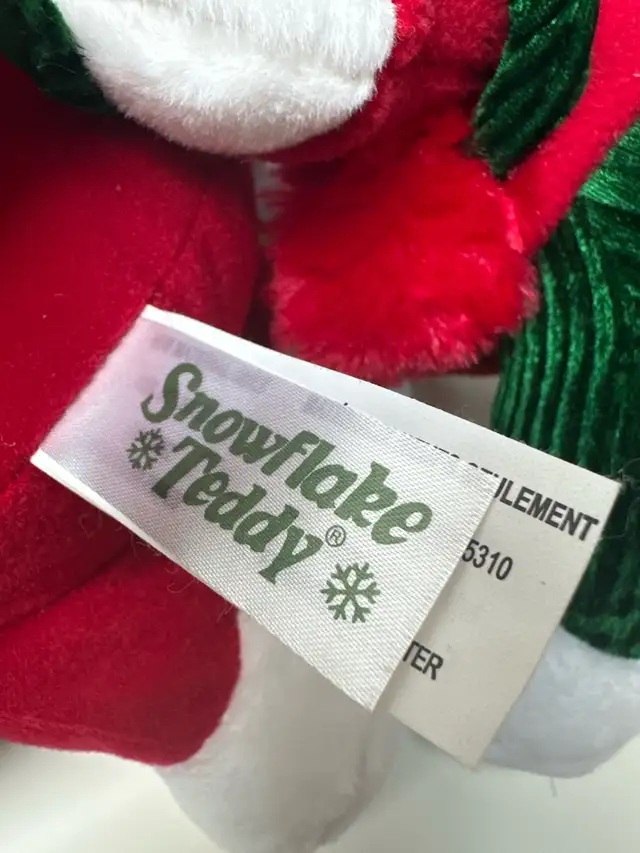 Snowflake
Teddy®
ULEMENT
5310
TER